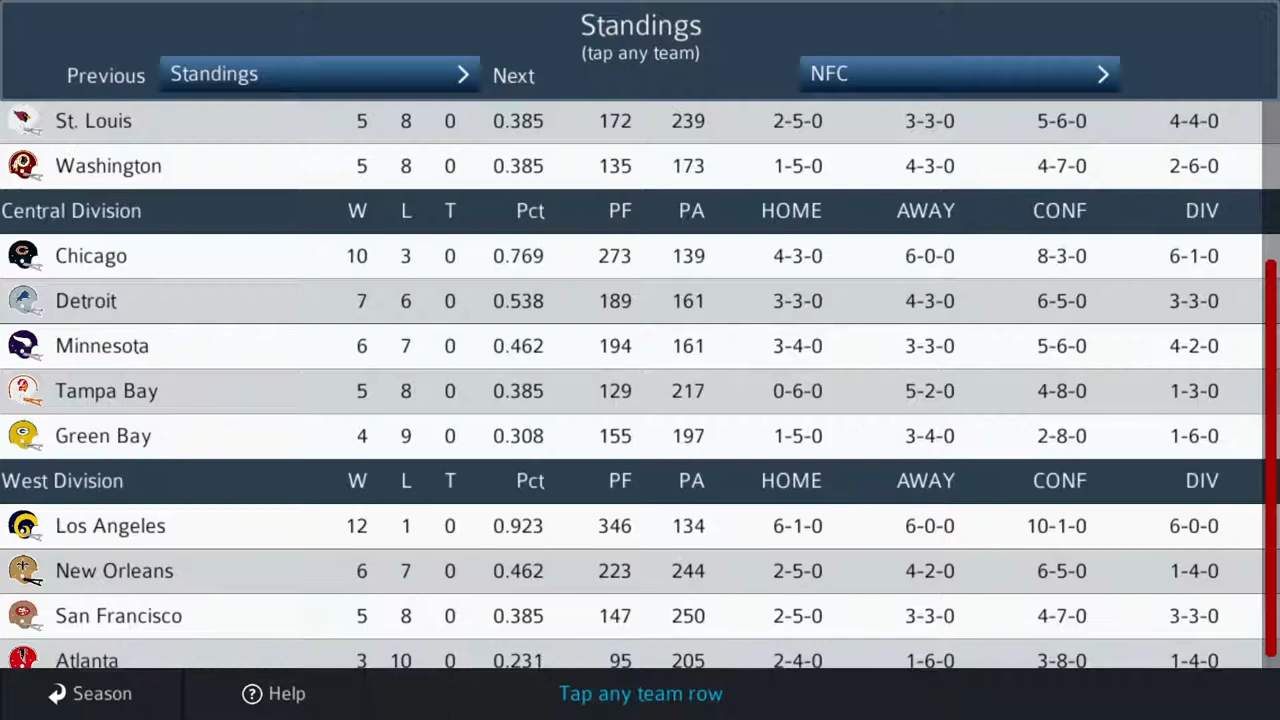 Standings
(tap any team)
Previous Standings Next NFC
St. Louis 5 8 0 0.385 172 239 2-5-0 3-3-0 5-6-0 4-4-0
Washington 5 8 0 0.385 135 173 1-5-0 4-3-0 4-7-0 2-6-0
Central Division W L T Pct PF PA HOME AWAY CONF DIV
Chicago 10 3 0 0.769 273 139 4-3-0 6-0-0 8-3-0 6-1-0
Detroit 7 6 0 0.538 189 161 3-3-0 4-3-0 6-5-0 3-3-0
Minnesota 6 7 0 0.462 194 161 3-4-0 3-3-0 5-6-0 4-2-0
Tampa Bay 5 8 0 0.385 129 217 0-6-0 5-2-0 4-8-0 1-3-0
Green Bay 4 9 0 0.308 155 197 1-5-0 3-4-0 2-8-0 1-6-0
West Division W L T Pct PF PA HOME AWAY CONF DIV
Los Angeles 12 1 0 0.923 346 134 6-1-0 6-0-0 10-1-0 6-0-0
New Orleans 6 7 0 0.462 223 244 2-5-0 4-2-0 6-5-0 1-4-0
San Francisco 5 8 0 0.385 147 250 2-5-0 3-3-0 4-7-0 3-3-0
Atlanta 3 10 0 0.231 95 205 2-4-0 1-6-0 3-8-0 1-4-0
Season ? Help Tap any team row